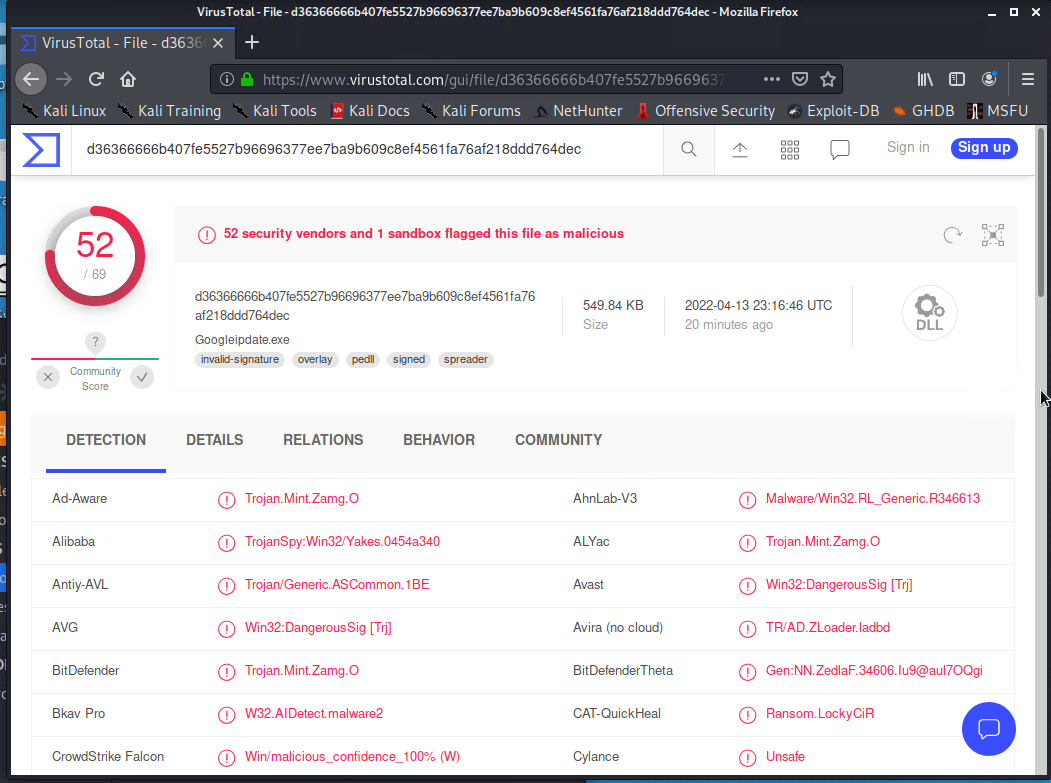 VirusTotal - File - d36366666b407fe5527b96696377ee7ba9b609c8ef4561fa76af218ddd764dec - Mozilla Firefox
VirusTotal - File - d3636
https://www.virustotal.com/gui/file/d36366666b407fe5527b9669637
Kali Linux Kali Training Kali Tools Kali Docs Kali Forums NetHunter Offensive Security Exploit-DB GHDB MSFU
d36366666b407fe5527b96696377ee7ba9b609c8ef4561fa76af218ddd764dec Sign in Sign up
52
/ 69
?
Community
Score
52 security vendors and 1 sandbox flagged this file as malicious
d36366666b407fe5527b96696377ee7ba9b609c8ef4561fa76
af218ddd764dec
Googleipdate.exe
invalid-signature overlay pedll signed spreader
549.84 KB
Size
2022-04-13 23:16:46 UTC
20 minutes ago
DLL
DETECTION DETAILS RELATIONS BEHAVIOR COMMUNITY
Ad-Aware Trojan.Mint.Zamg.O AhnLab-V3 Malware/Win32.RL_Generic.R346613
Alibaba TrojanSpy:Win32/Yakes.0454a340 ALYac Trojan.Mint.Zamg.O
Antiy-AVL Trojan/Generic.ASCommon.1BE Avast Win32:DangerousSig [Trj]
AVG Win32:DangerousSig [Trj] Avira (no cloud) TR/AD.ZLoader.ladbd
BitDefender Trojan.Mint.Zamg.O BitDefenderTheta Gen:NN.ZedlaF.34606.Iu9@aul7OQgi
Bkav Pro W32.AIDetect.malware2 CAT-QuickHeal Ransom.LockyCiR
CrowdStrike Falcon Win/malicious_confidence_100% (W) Cylance Unsafe